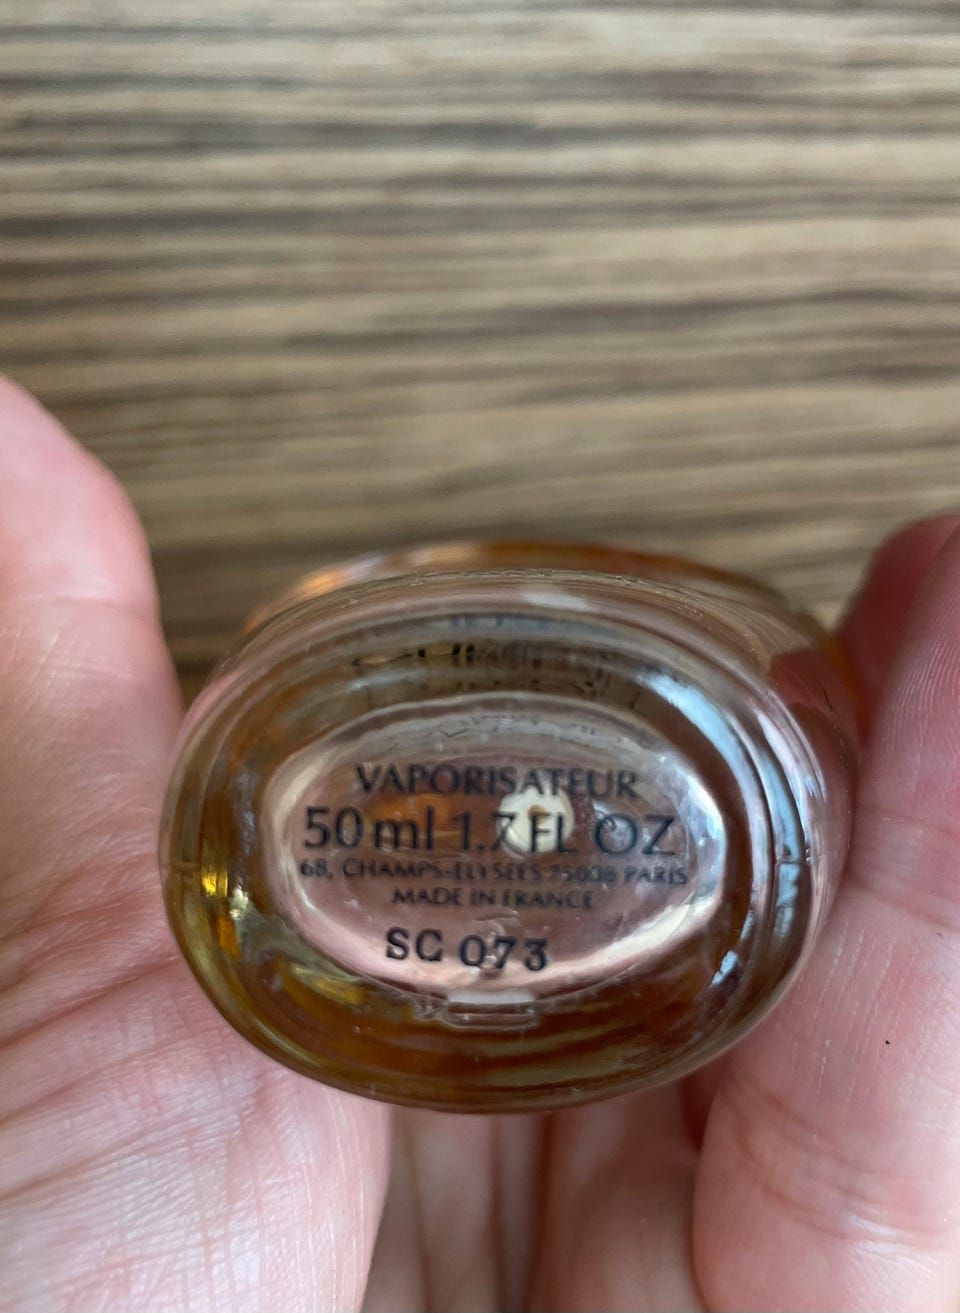 VAPORISATEUR
50 ml 1.7 FL OZ
68, CHAMPS-ELYSEES 75008 PARIS
MADE IN FRANCE
SC 073